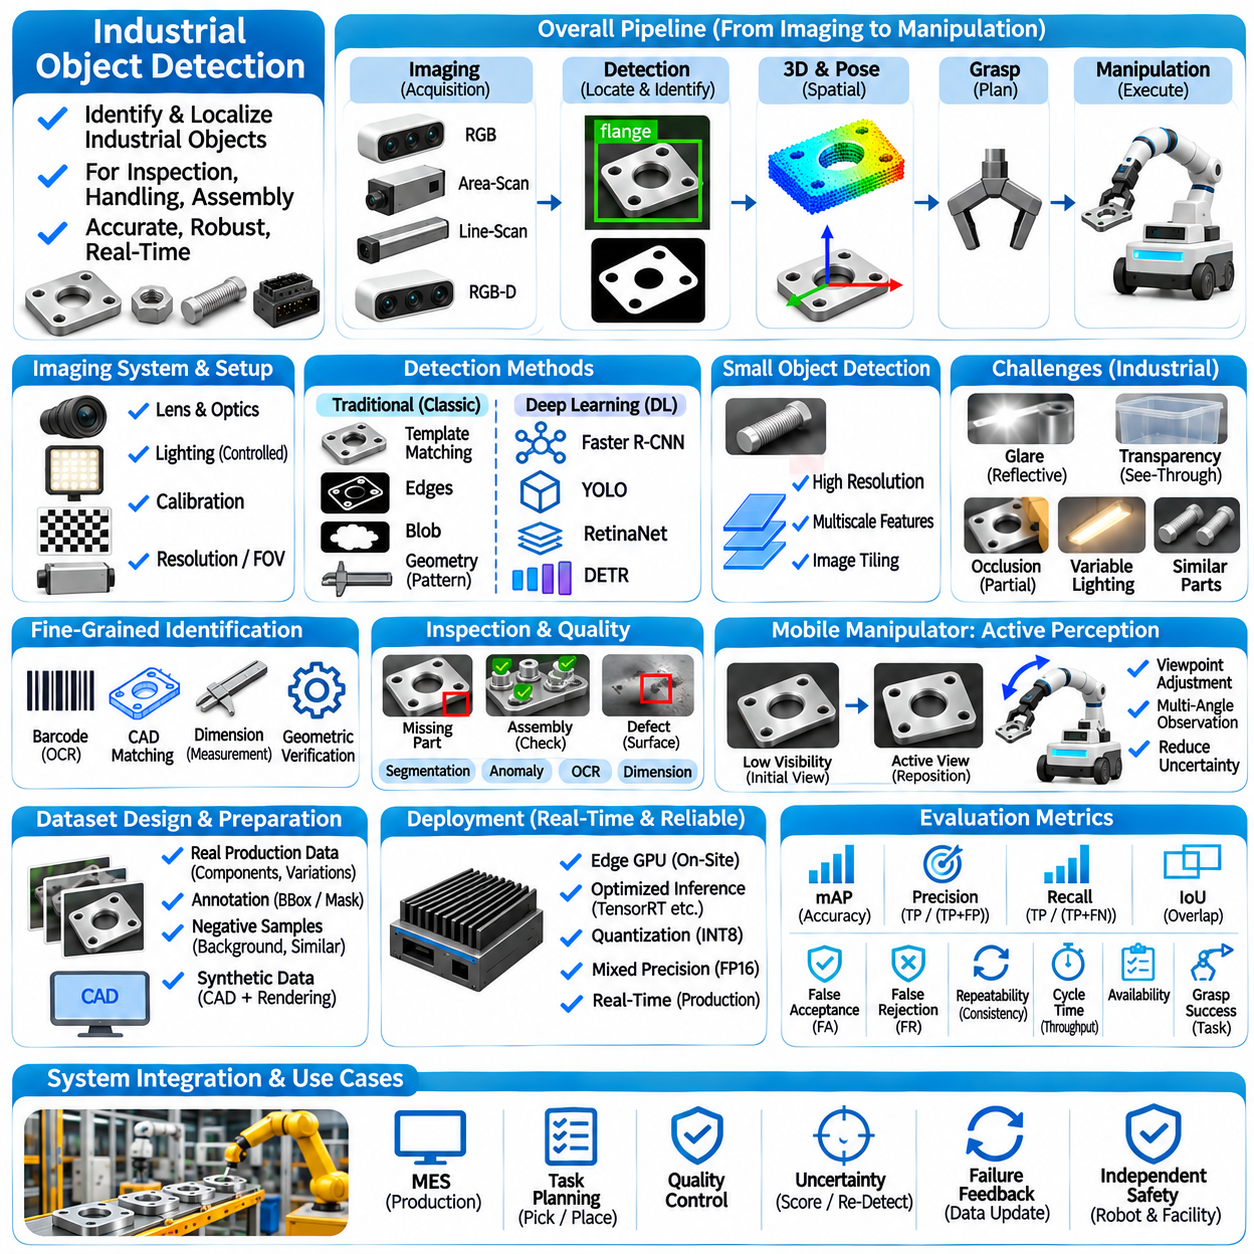 Industrial
Object Detection
Identify & Localize
Industrial Objects
For Inspection,
Handling, Assembly
Accurate, Robust,
Real-Time
Overall Pipeline (From Imaging to Manipulation)
Imaging
(Acquisition)
RGB
Area-Scan
Line-Scan
RGB-D
Detection
(Locate & Identify)
flange
3D & Pose
(Spatial)
Grasp
(Plan)
Manipulation
(Execute)
Imaging System & Setup
Lens & Optics
Lighting (Controlled)
Calibration
Resolution / FOV
Detection Methods
Traditional (Classic)
Template
Matching
Edges
Blob
Geometry
(Pattern)
Deep Learning (DL)
Faster R-CNN
YOLO
RetinaNet
DETR
Small Object Detection
High Resolution
Multiscale Features
Image Tiling
Challenges (Industrial)
Glare
(Reflective)
Transparency
(See-Through)
Occlusion
(Partial)
Variable
Lighting
Similar
Parts
Fine-Grained Identification
Barcode
(OCR)
CAD
Matching
Dimension
(Measurement)
Geometric
Verification
Inspection & Quality
Missing
Part
Assembly
(Check)
Defect
(Surface)
Segmentation
Anomaly
OCR
Dimension
Mobile Manipulator: Active Perception
Low Visibility
(Initial View)
Active View
(Reposition)
Viewpoint
Adjustment
Multi-Angle
Observation
Reduce
Uncertainty
Dataset Design & Preparation
Real Production Data
(Components, Variations)
Annotation (BBox / Mask)
Negative Samples
(Background, Similar)
Synthetic Data
(CAD + Rendering)
CAD
Deployment (Real-Time & Reliable)
Edge GPU (On-Site)
Optimized Inference
(TensorRT etc.)
Quantization (INT8)
Mixed Precision (FP16)
Real-Time (Production)
Evaluation Metrics
mAP
(Accuracy)
Precision
(TP / (TP+FP))
Recall
(TP / (TP+FN))
IoU
(Overlap)
False
Acceptance
(FA)
False
Rejection
(FR)
Repeatability
(Consistency)
Cycle
Time
(Throughput)
Availability
Grasp
Success
(Task)
System Integration & Use Cases
MES
(Production)
Task
Planning
(Pick / Place)
Quality
Control
Uncertainty
(Score / Re-Detect)
Failure
Feedback
(Data Update)
Independent
Safety
(Robot & Facility)